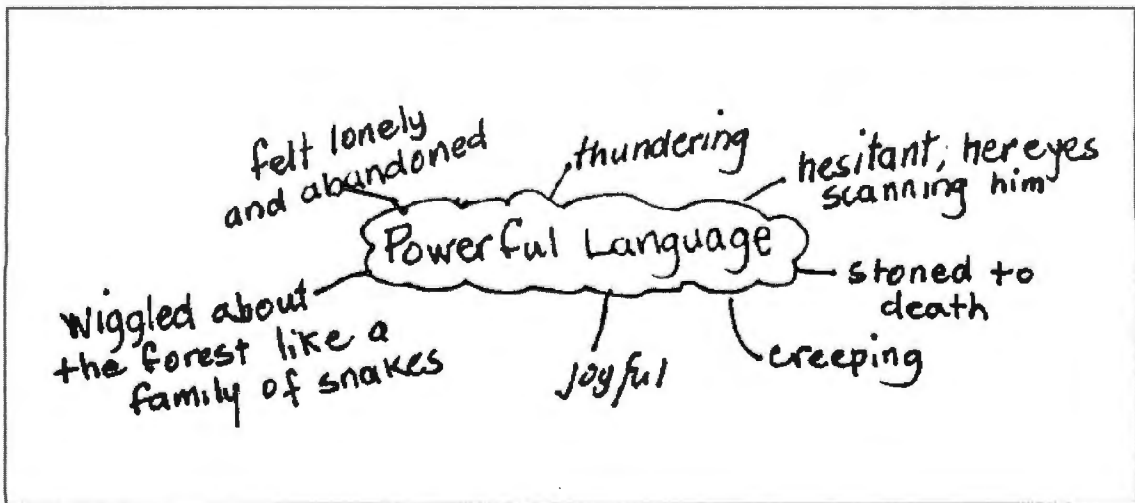 felt lonely
and abandoned
thundering
hesitant, her eyes
scanning him
Powerful Language
stoned to
death
wiggled about
the forest like a
family of snakes
joyful
creeping